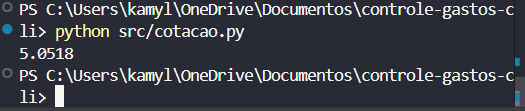 PS C:\Users\kamyl\OneDrive\Documentos\controle-gastos-c
li> python src/cotacao.py
5.0518
PS C:\Users\kamyl\OneDrive\Documentos\controle-gastos-c
li>